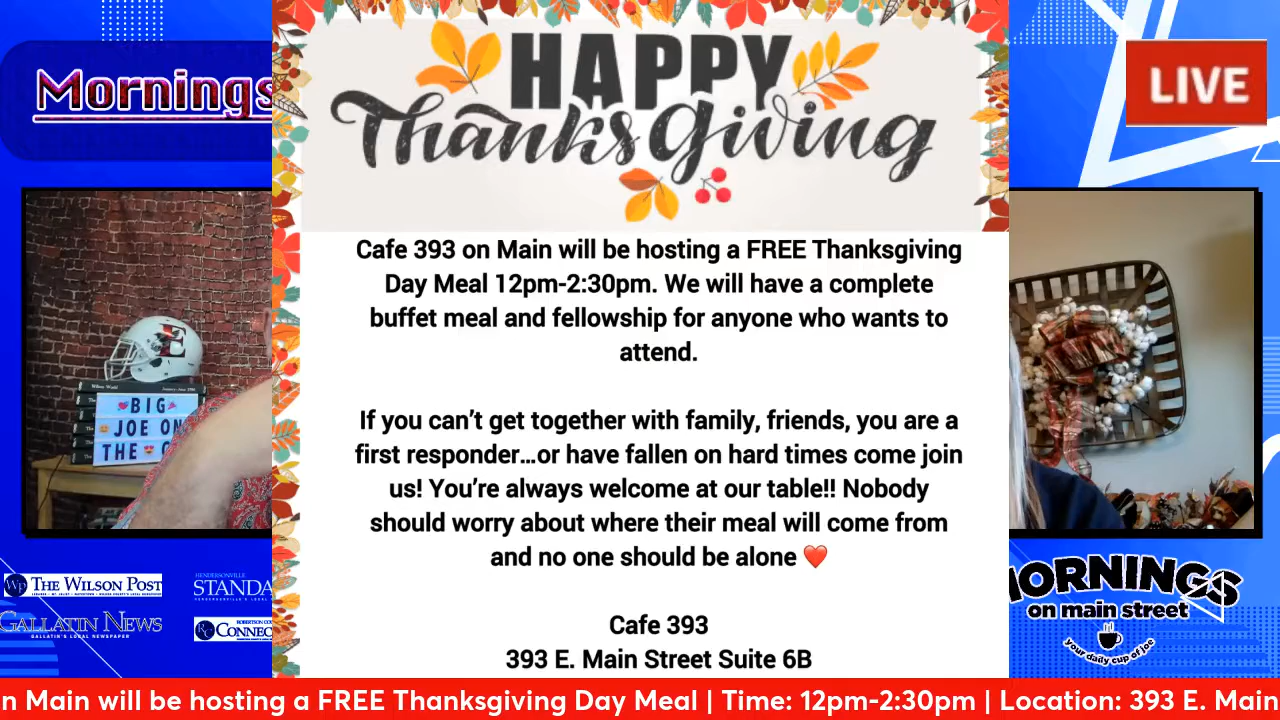 Mornings
HAPPY
Thanksgiving
LIVE
Cafe 393 on Main will be hosting a FREE Thanksgiving
Day Meal 12pm-2:30pm. We will have a complete
buffet meal and fellowship for anyone who wants to
attend.
If you can’t get together with family, friends, you are a
first responder…or have fallen on hard times come join
us! You’re always welcome at our table!! Nobody
should worry about where their meal will come from
and no one should be alone ❤️
Cafe 393
393 E. Main Street Suite 6B
E
BIG
JOE ON
THE
Wp THE WILSON POST
HENDERSONVILLE
STANDA
GALLATIN NEWS
GALLATIN'S LOCAL NEWSPAPER
ROBERTSON COU
RC CONNEC
MORNINGS
on main street
your daily cup of joe
n Main will be hosting a FREE Thanksgiving Day Meal | Time: 12pm-2:30pm | Location: 393 E. Main